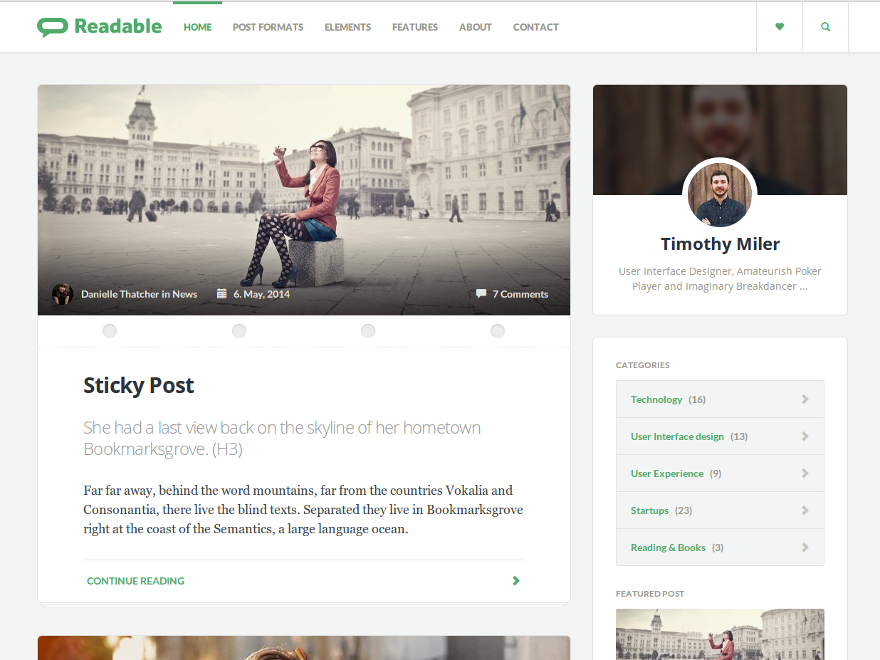 Readable
HOME
POST FORMATS
ELEMENTS
FEATURES
ABOUT
CONTACT
Danielle Thatcher in News
6. May, 2014
7 Comments
Sticky Post
She had a last view back on the skyline of her hometown
Bookmarksgrove. (H3)
Far far away, behind the word mountains, far from the countries Vokalia and
Consonantia, there live the blind texts. Separated they live in Bookmarksgrove
right at the coast of the Semantics, a large language ocean.
CONTINUE READING
Timothy Miler
User Interface Designer, Amateurish Poker
Player and Imaginary Breakdancer ...
CATEGORIES
Technology (16)
User Interface design (13)
User Experience (9)
Startups (23)
Reading & Books (3)
FEATURED POST